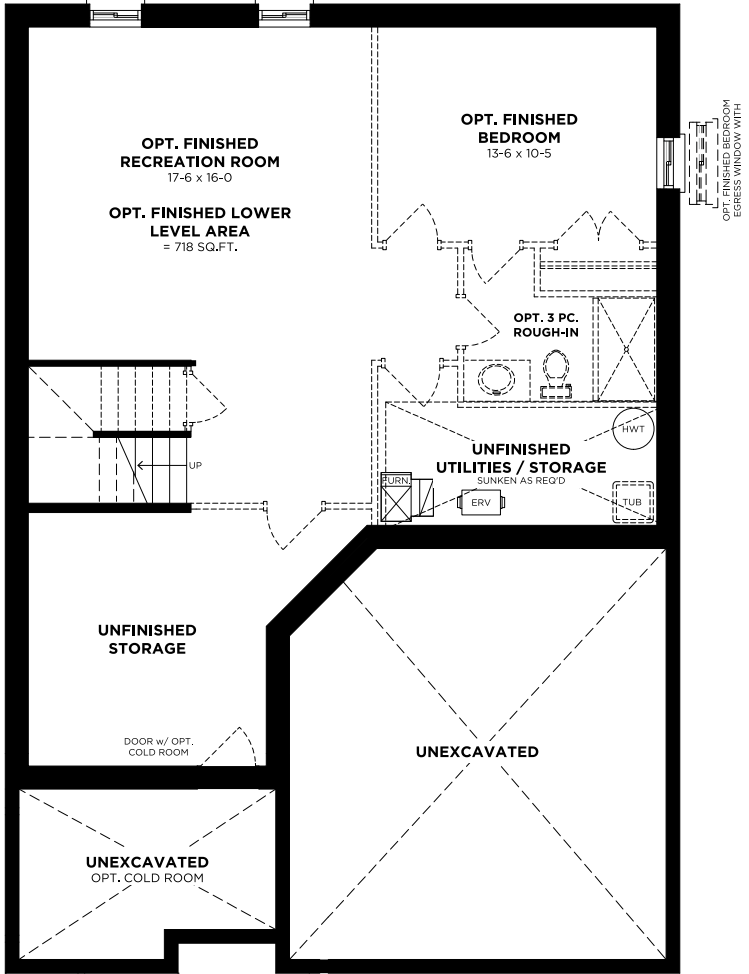 OPT. FINISHED
RECREATION ROOM
17-6 x 16-0
OPT. FINISHED LOWER
LEVEL AREA
= 718 SQ.FT.
OPT. FINISHED
BEDROOM
13-6 x 10-5
OPT. FINISHED BEDROOM
EGRESS WINDOW WITH
OPT. 3 PC.
ROUGH-IN
UP
HWT
UNFINISHED
UTILITIES / STORAGE
SUNKEN AS REQ'D
FURN.
ERV
TUB
UNFINISHED
STORAGE
DOOR w/ OPT.
COLD ROOM
UNEXCAVATED
UNEXCAVATED
OPT. COLD ROOM